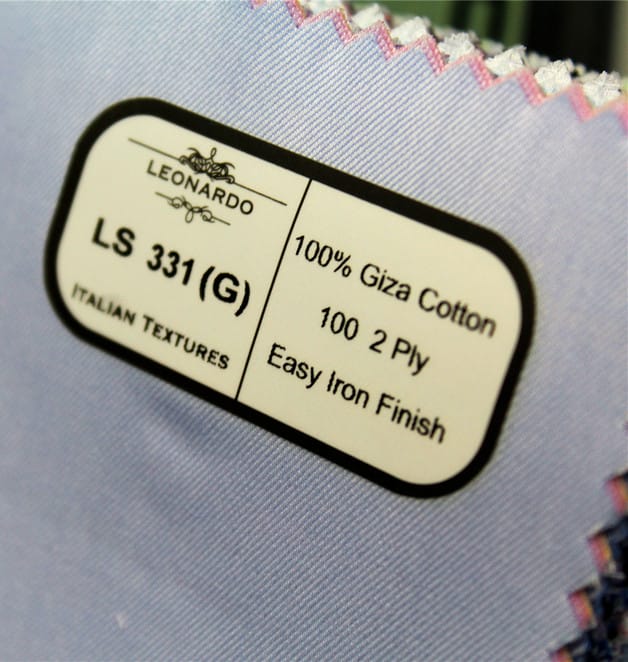 LEONARDO
LS 331 (G)
ITALIAN TEXTURES
100% Giza Cotton
100 2 Ply
Easy Iron Finish